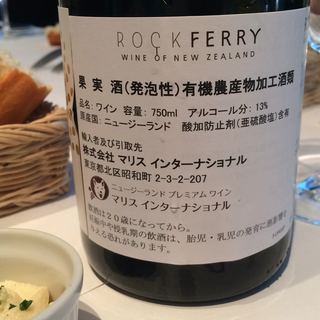 ROCKFERRY
WINE OF NEW ZEALAND
果実酒(発泡性)有機農産物加工酒類
品名:ワイン 容量:750ml アルコール分:13%
原産国:ニュージーランド 酸加防止剤(亜硫酸塩)含有
輸入者及び引取先
株式会社 マリス インターナショナル
東京都北区昭和町2-3-2-207
ニュージーランド プレミアム ワイン
マリス インターナショナル
飲酒は20歳になってから。
妊娠中や授乳期の飲酒は、胎児・乳児の発育に悪影響を
与える恐れがあります。